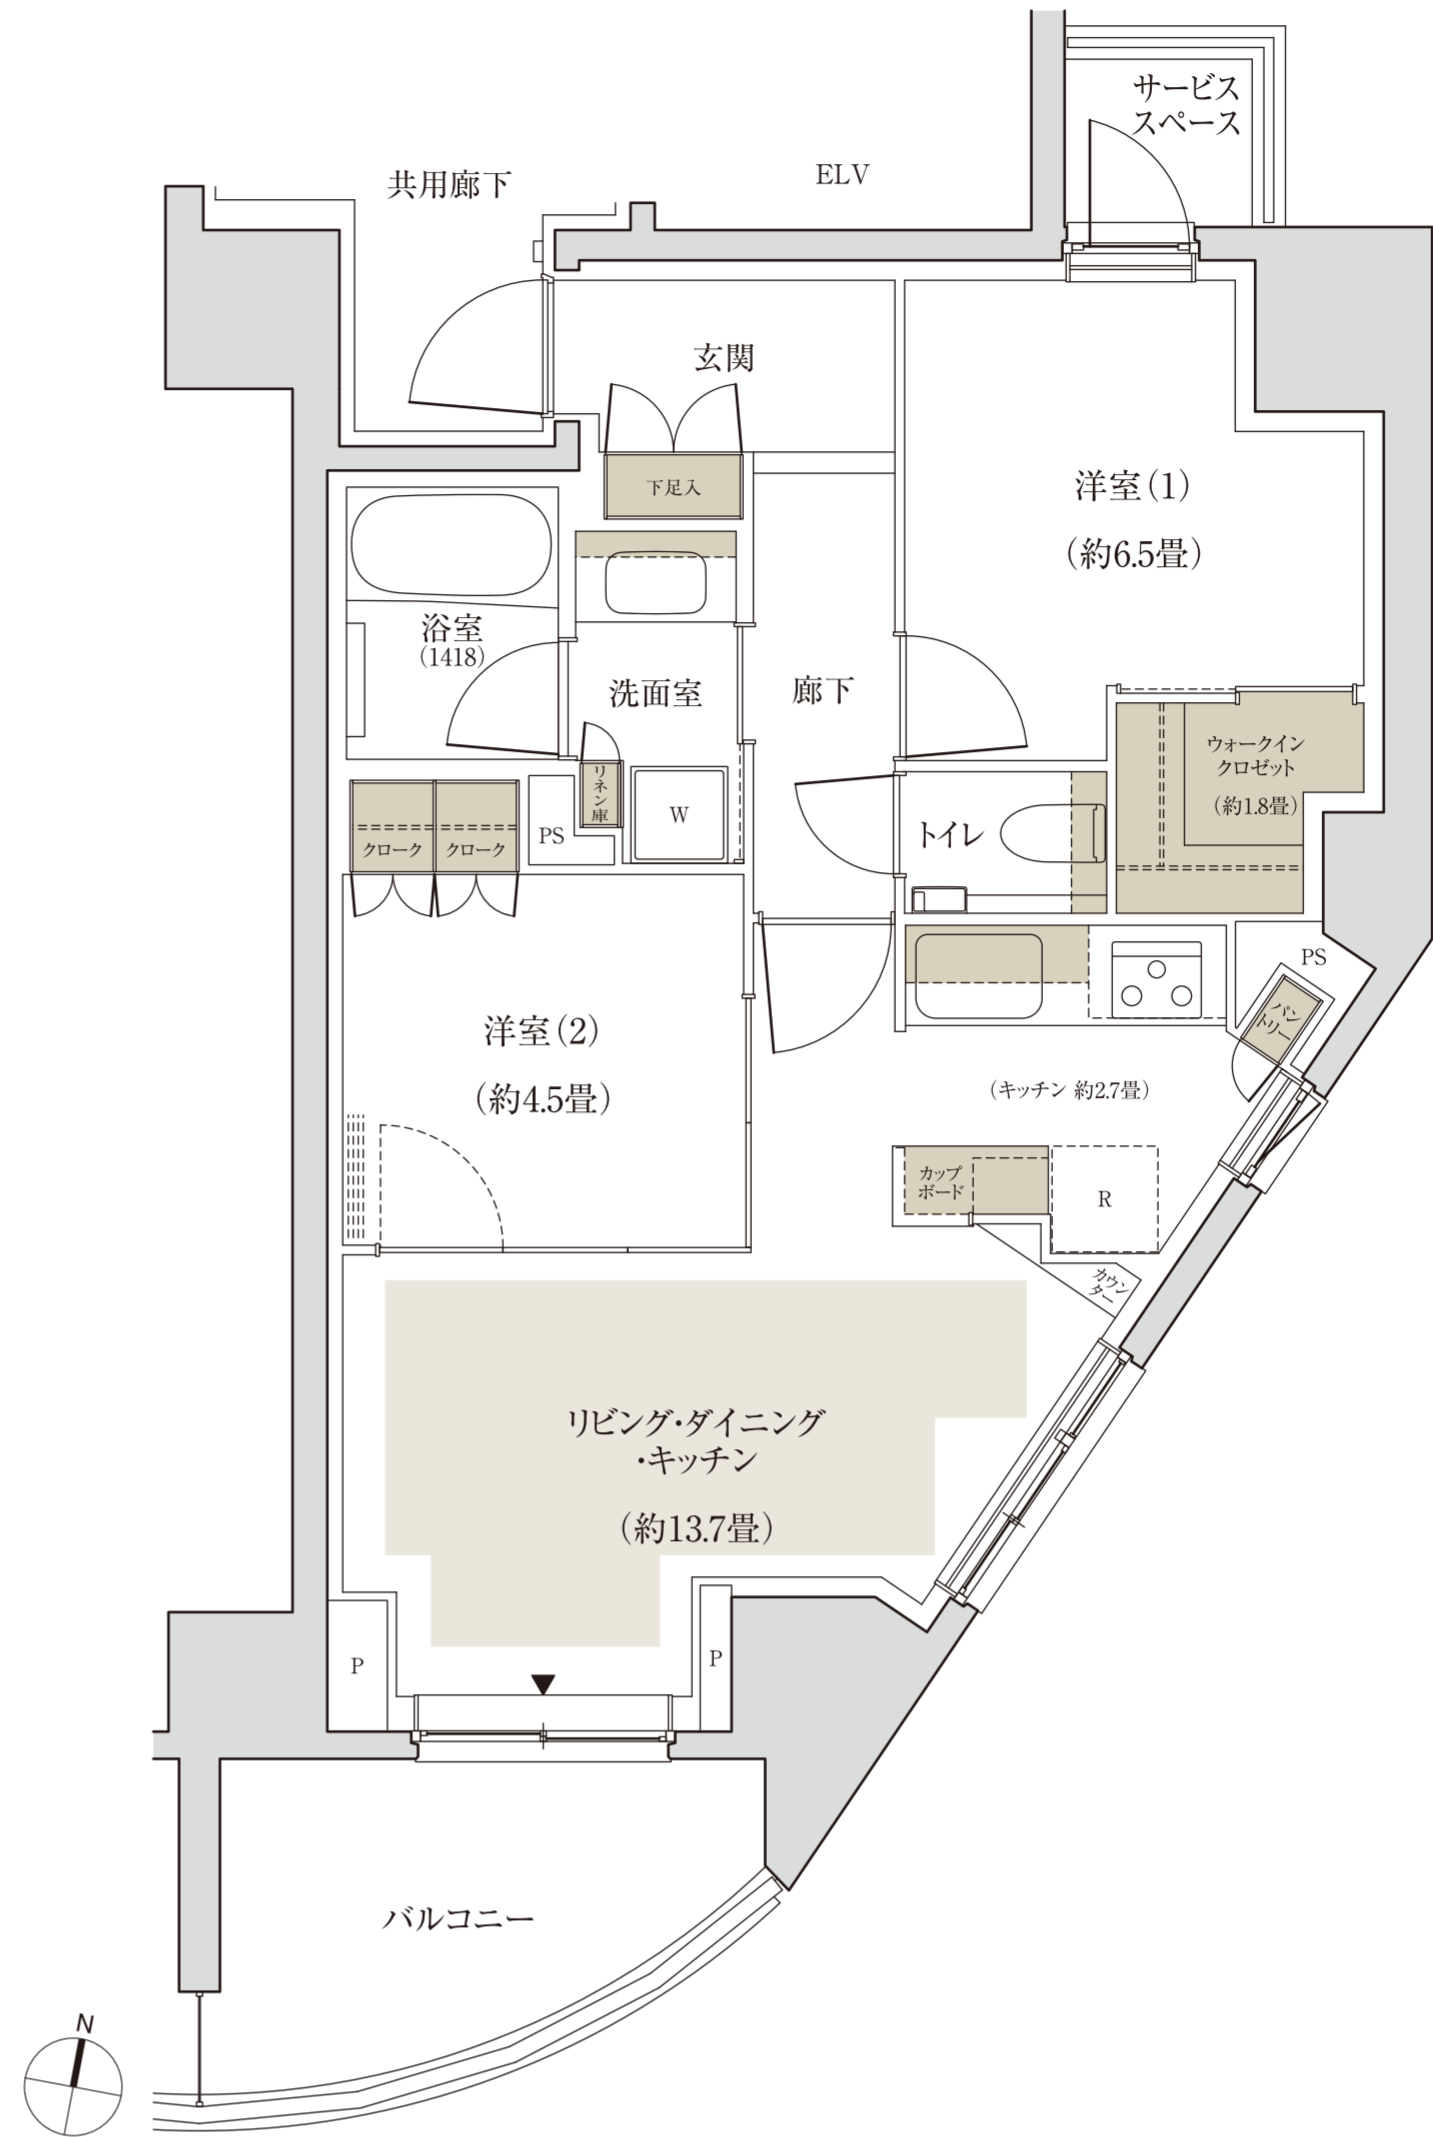 サービス
スペース
共用廊下
ELV
玄関
下足入
洋室(1)
(約6.5畳)
浴室
(1418)
洗面室
廊下
ウォークイン
クロゼット
(約1.8畳)
リネン庫
W
PS
クローク
クローク
トイレ
PS
パン
トリー
洋室(2)
(約4.5畳)
(キッチン 約2.7畳)
カップ
ボード
R
カウン
ター
リビング・ダイニング
・キッチン
(約13.7畳)
P
P
バルコニー
N